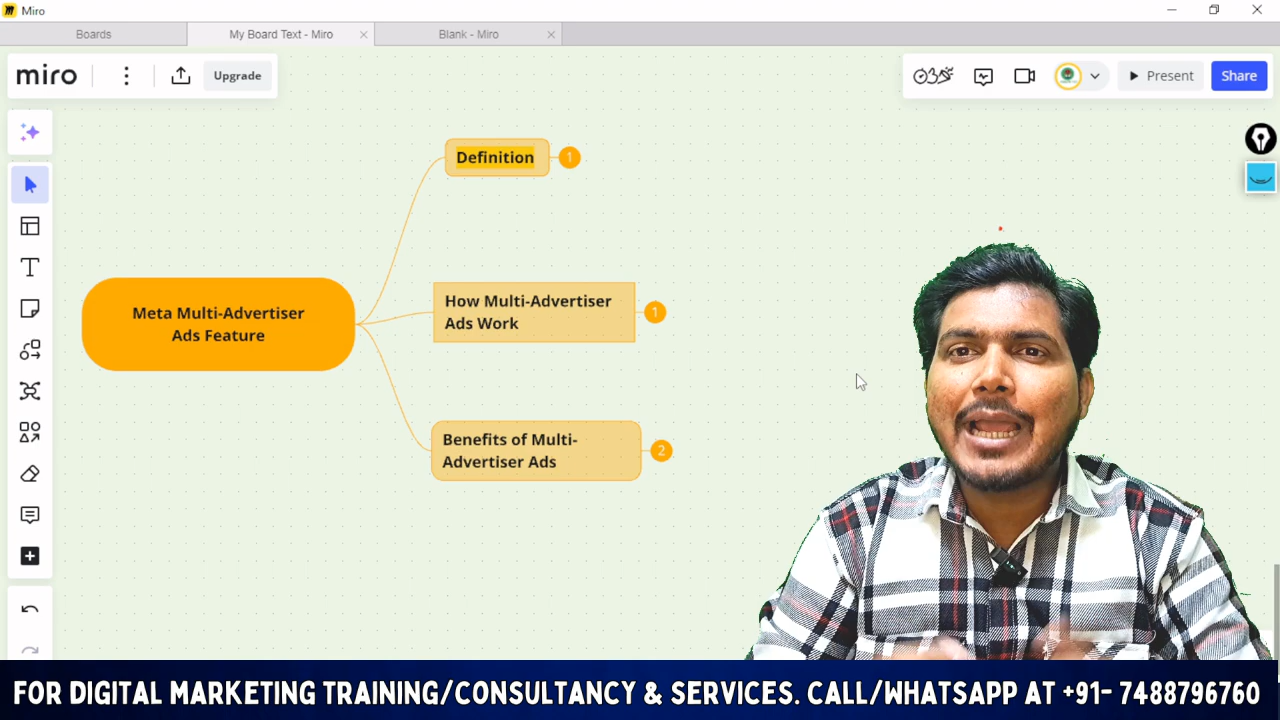 Miro
Boards
My Board Text - Miro
Blank - Miro
miro
Upgrade
Present
Share
Definition
1
How Multi-Advertiser
Ads Work
1
Meta Multi-Advertiser
Ads Feature
Benefits of Multi-
Advertiser Ads
2
FOR DIGITAL MARKETING TRAINING/CONSULTANCY & SERVICES. CALL/WHATSAPP AT +91- 7488796760